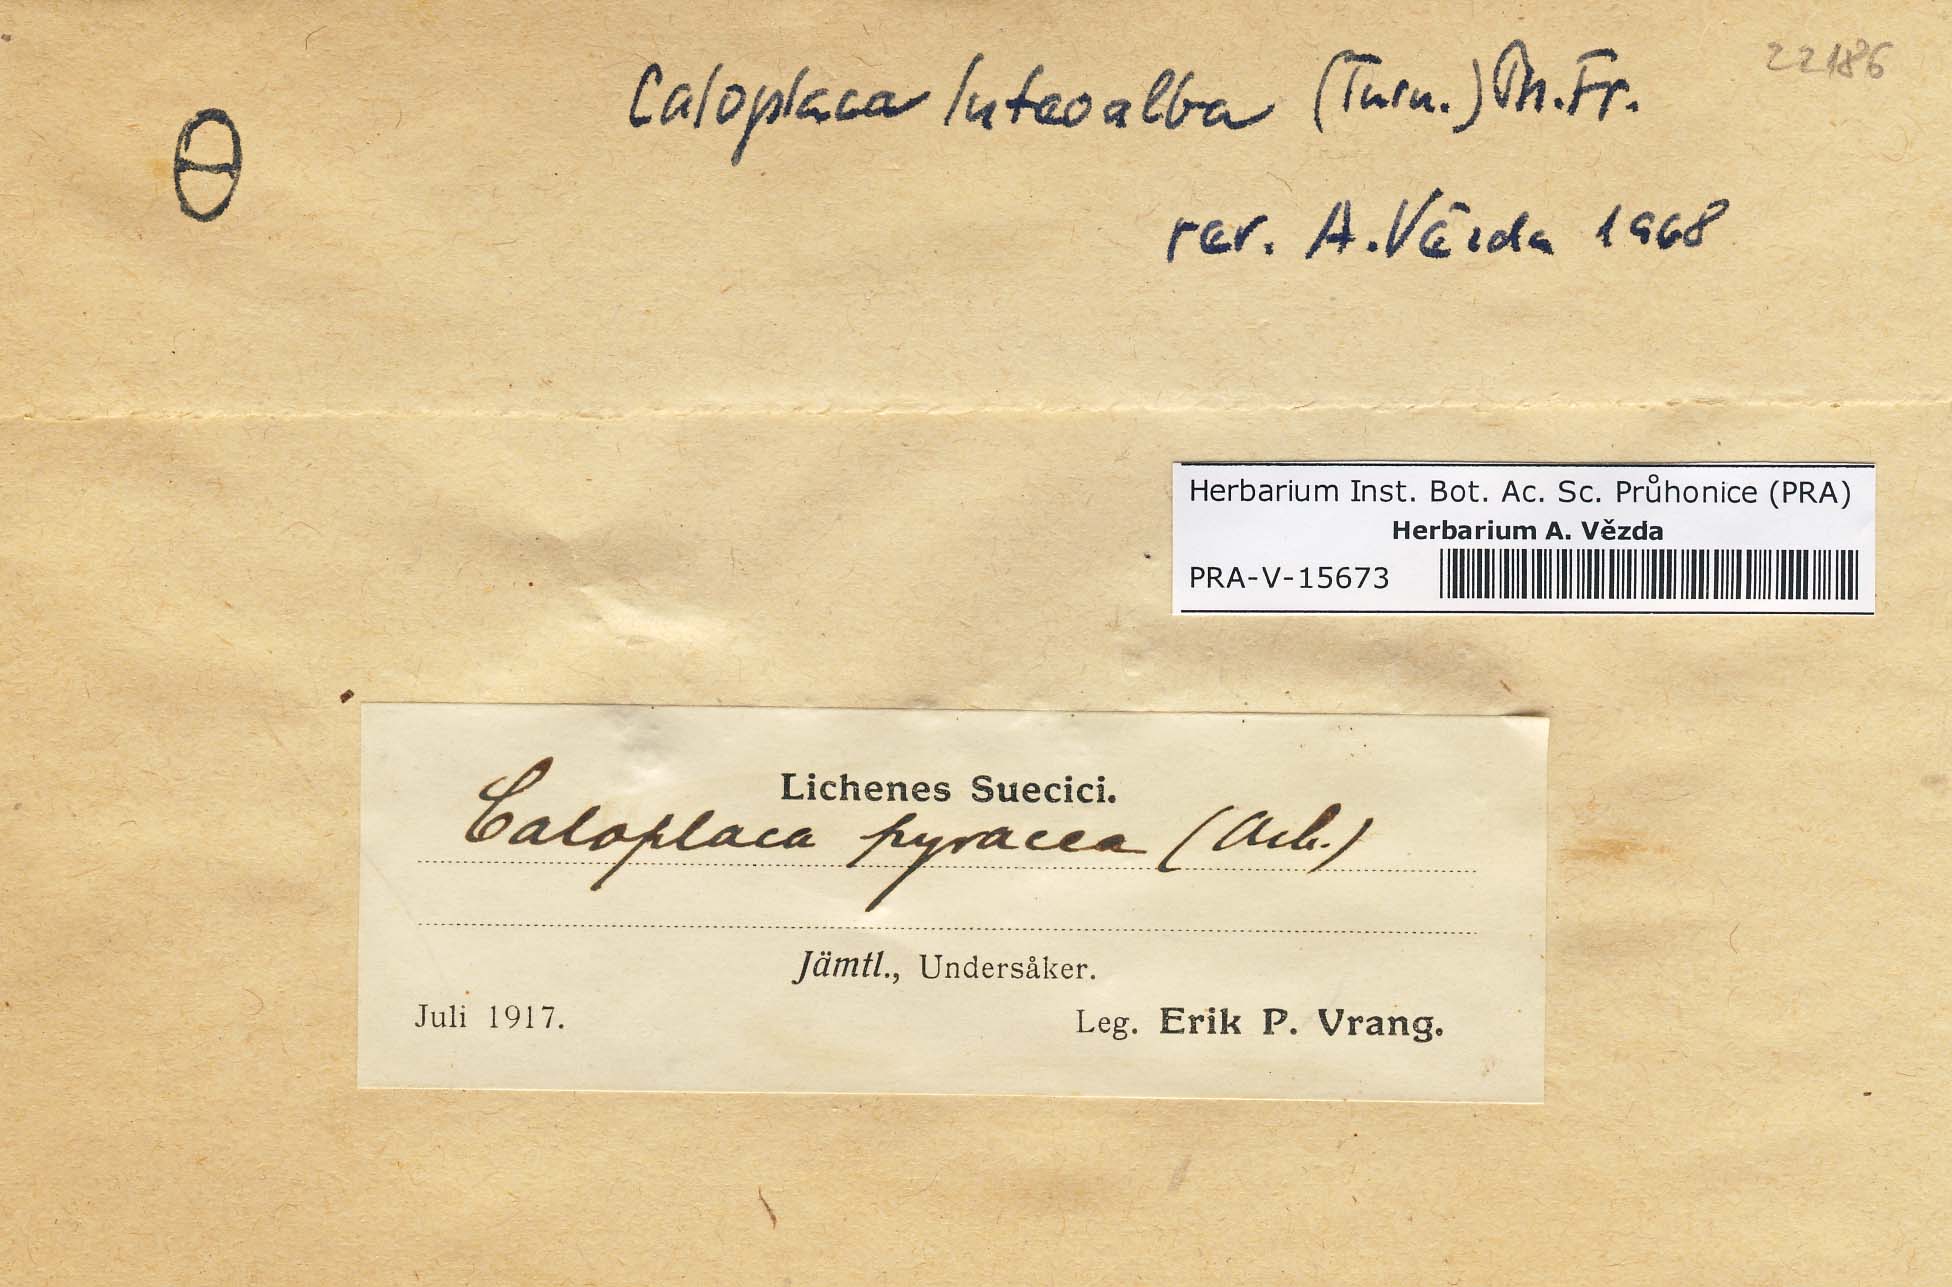 22186
Caloplaca luteoalba (Turn.) Th. Fr.
rev. A. Vězda 1968
Herbarium Inst. Bot. Ac. Sc. Průhonice (PRA)
Herbarium A. Vězda
PRA-V-15673
Lichenes Suecici.
Caloplaca pyracea (Ach.)
Jämtl., Undersåker.
Juli 1917.
Leg. Erik P. Vrang.